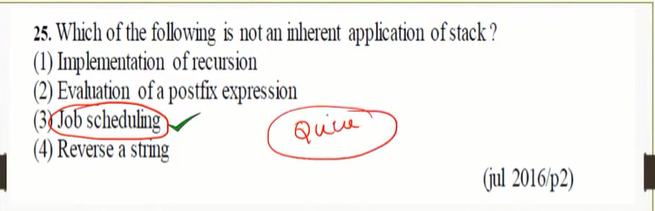 25. Which of the following is not an inherent application of stack ?
(1) Implementation of recursion
(2) Evaluation of a postfix expression
(3) Job scheduling
(4) Reverse a string
(jul 2016/p2)